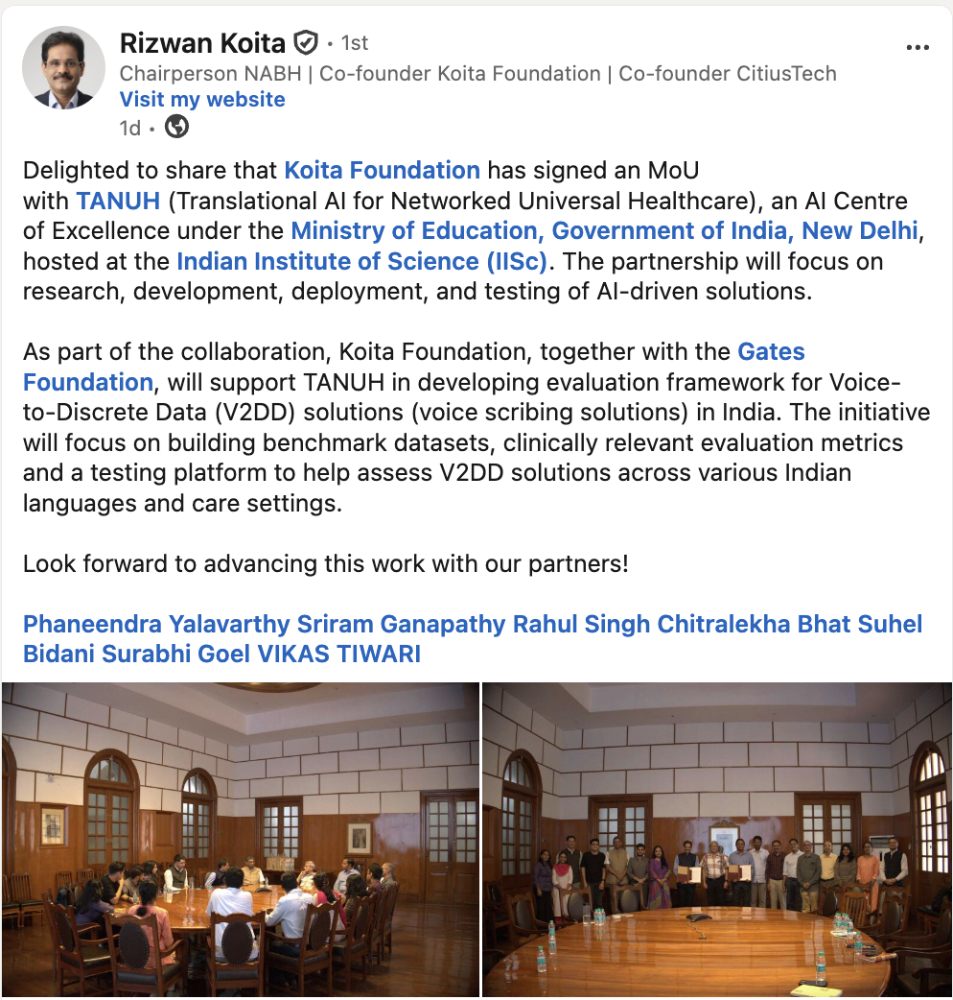 Rizwan Koita • 1st
Chairperson NABH | Co-founder Koita Foundation | Co-founder CitiusTech
Visit my website
1d •
Delighted to share that Koita Foundation has signed an MoU
with TANUH (Translational AI for Networked Universal Healthcare), an AI Centre
of Excellence under the Ministry of Education, Government of India, New Delhi,
hosted at the Indian Institute of Science (IISc). The partnership will focus on
research, development, deployment, and testing of AI-driven solutions.
As part of the collaboration, Koita Foundation, together with the Gates
Foundation, will support TANUH in developing evaluation framework for Voice-
to-Discrete Data (V2DD) solutions (voice scribing solutions) in India. The initiative
will focus on building benchmark datasets, clinically relevant evaluation metrics
and a testing platform to help assess V2DD solutions across various Indian
languages and care settings.
Look forward to advancing this work with our partners!
Phaneendra Yalavarthy Sriram Ganapathy Rahul Singh Chitralekha Bhat Suhel
Bidani Surabhi Goel VIKAS TIWARI